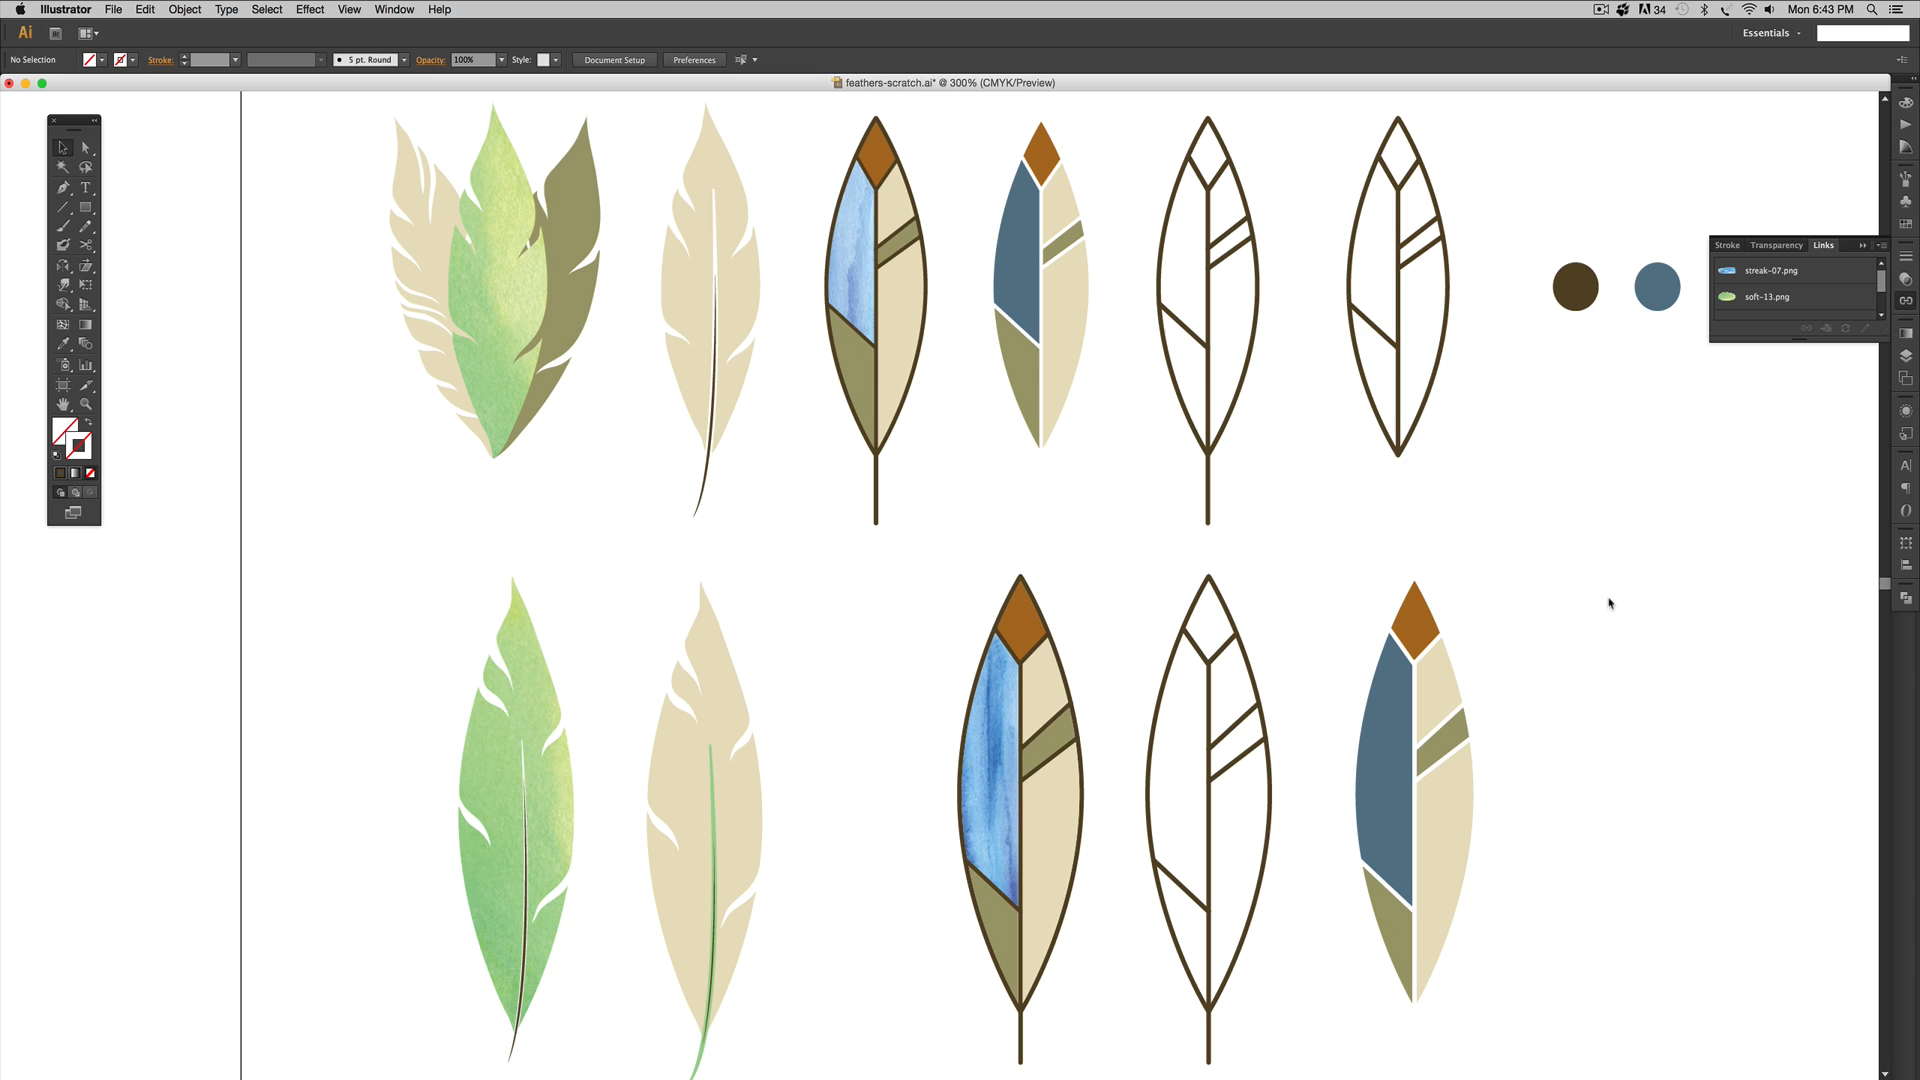 Illustrator File Edit Object Type Select Effect View Window Help
34 Mon 6:43 PM
Ai Br Essentials
No Selection Stroke: 5 pt. Round Opacity: 100% Style: Document Setup Preferences
feathers-scratch.ai* @ 300% (CMYK/Preview)
Stroke Transparency Links
streak-07.png
soft-13.png